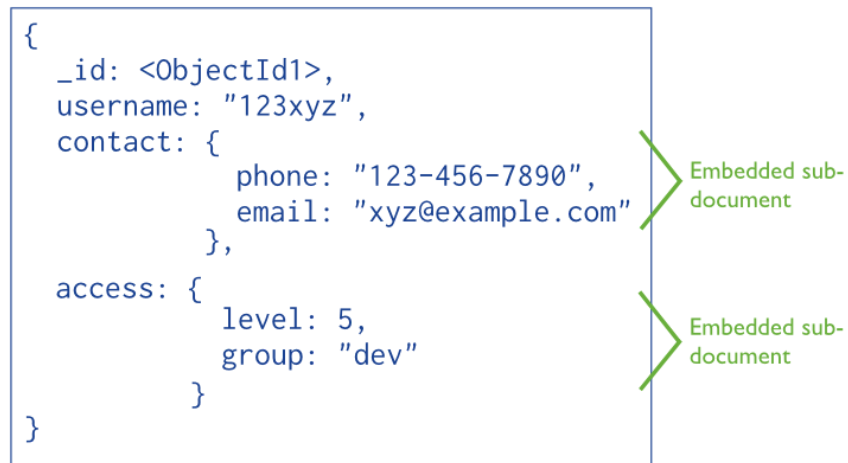 {
_id: <ObjectId1>,
username: "123xyz",
contact: {
phone: "123-456-7890",
email: "xyz@example.com"
},
Embedded sub-
document
access: {
level: 5,
group: "dev"
}
Embedded sub-
document
}